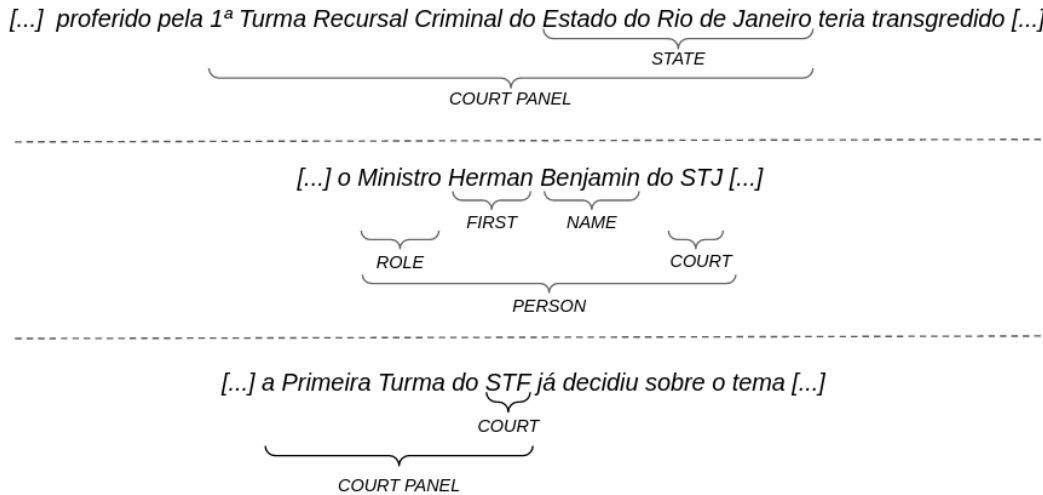 [...] proferido pela 1ª Turma Recursal Criminal do Estado do Rio de Janeiro teria transgredido [...]
STATE
COURT PANEL
[...] o Ministro Herman Benjamin do STJ [...]
FIRST NAME
ROLE COURT
PERSON
[...] a Primeira Turma do STF já decidiu sobre o tema [...]
COURT
COURT PANEL